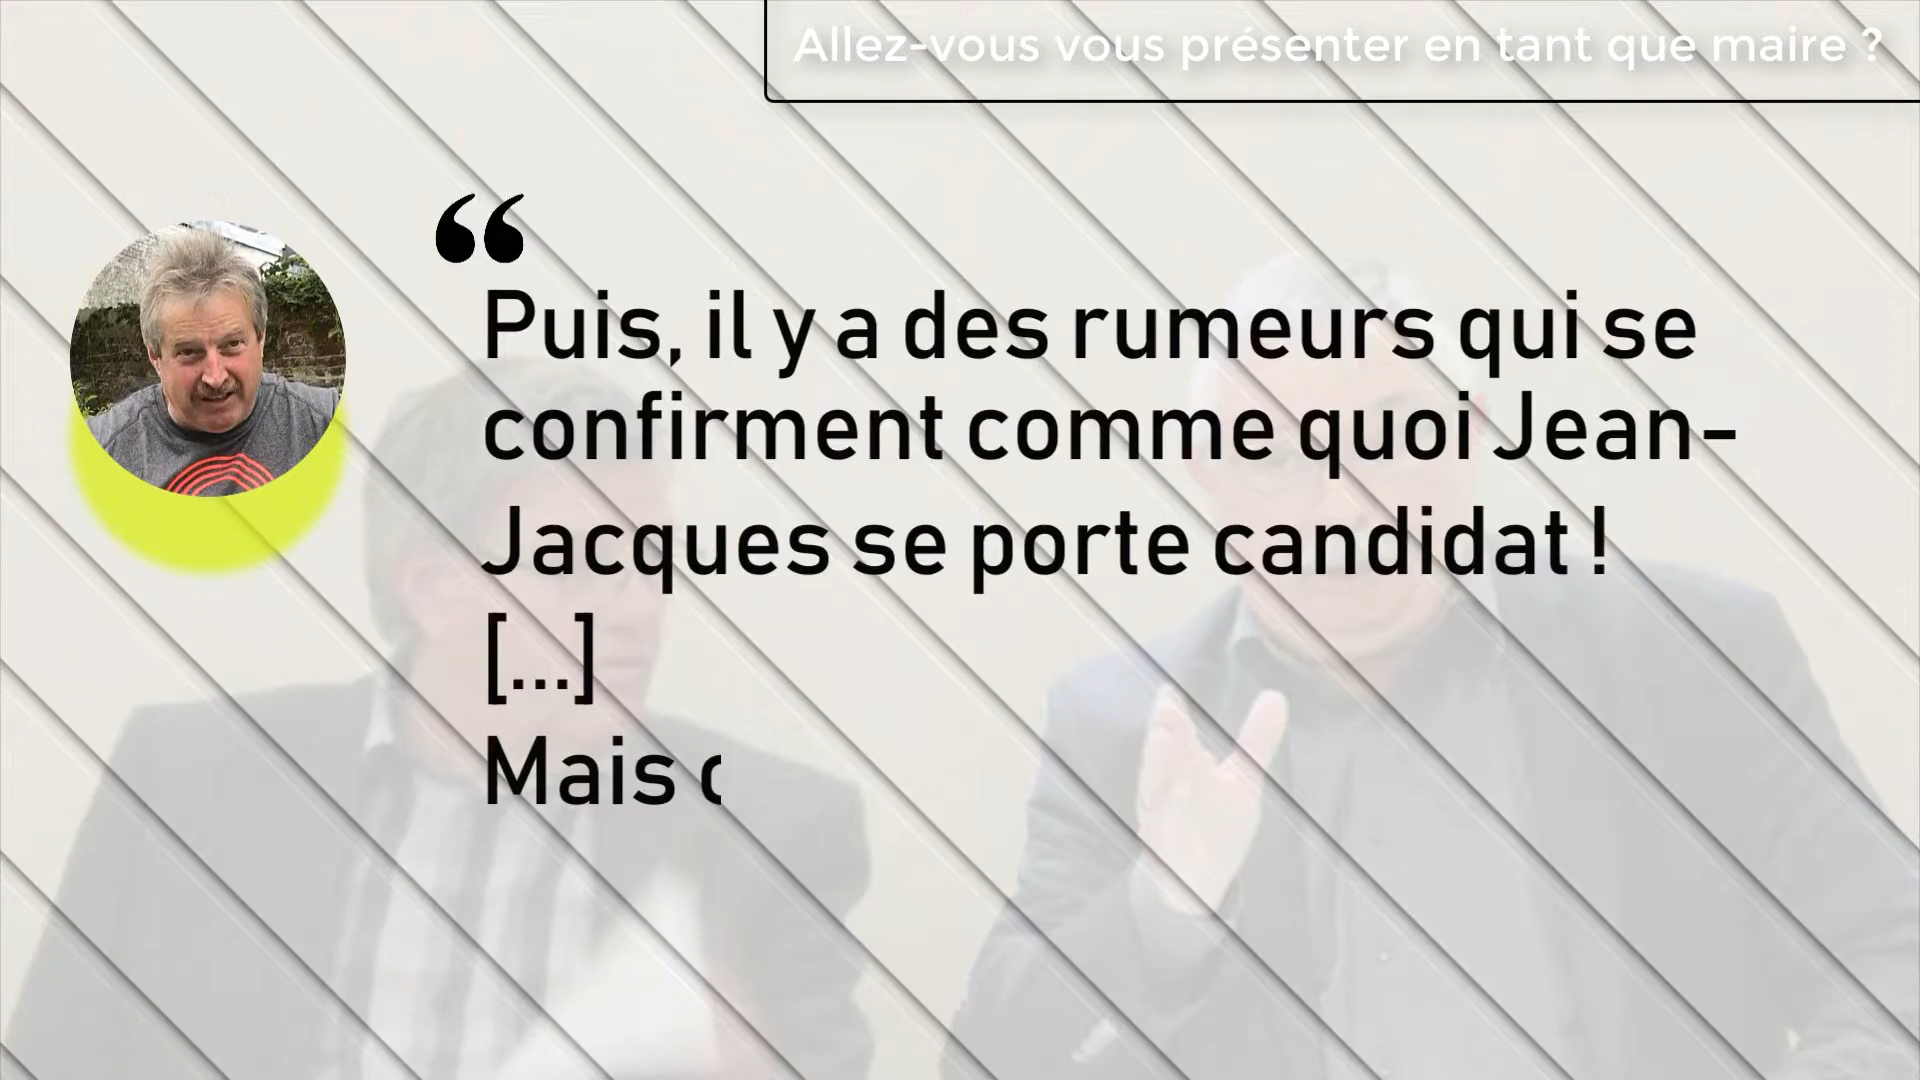 Allez-vous vous présenter en tant que maire ?
“
Puis, il y a des rumeurs qui se
confirment comme quoi Jean-
Jacques se porte candidat !
[...]
Mais